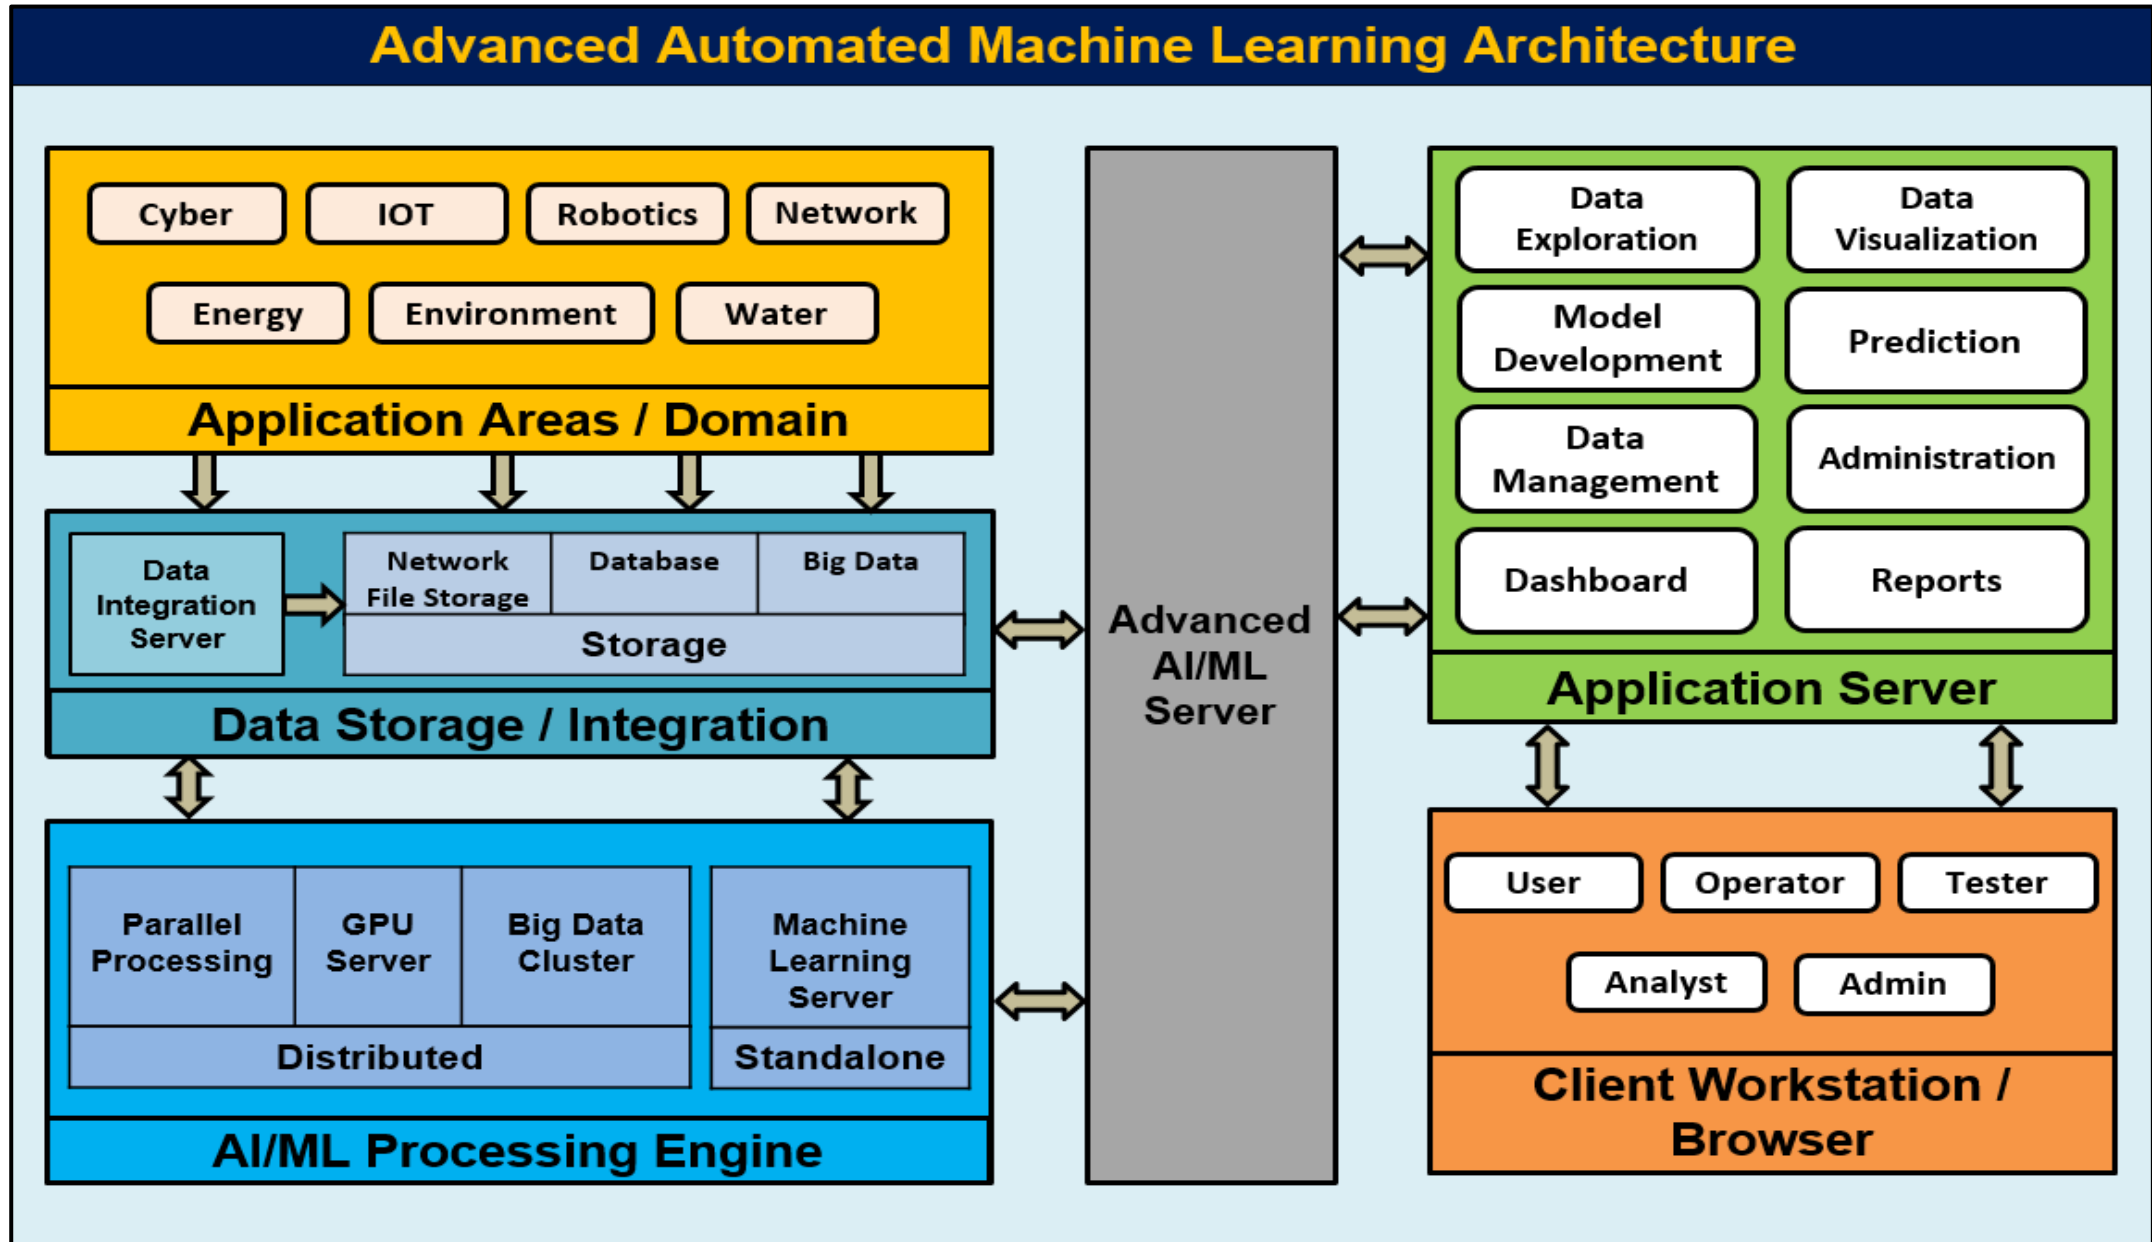 Advanced Automated Machine Learning Architecture
Cyber
IOT
Robotics
Network
Energy
Environment
Water
Application Areas / Domain
Data
Integration
Server
Network
File Storage
Database
Big Data
Storage
Data Storage / Integration
Parallel
Processing
GPU
Server
Big Data
Cluster
Distributed
Machine
Learning
Server
Standalone
AI/ML Processing Engine
Advanced
AI/ML
Server
Data
Exploration
Data
Visualization
Model
Development
Prediction
Data
Management
Administration
Dashboard
Reports
Application Server
User
Operator
Tester
Analyst
Admin
Client Workstation /
Browser